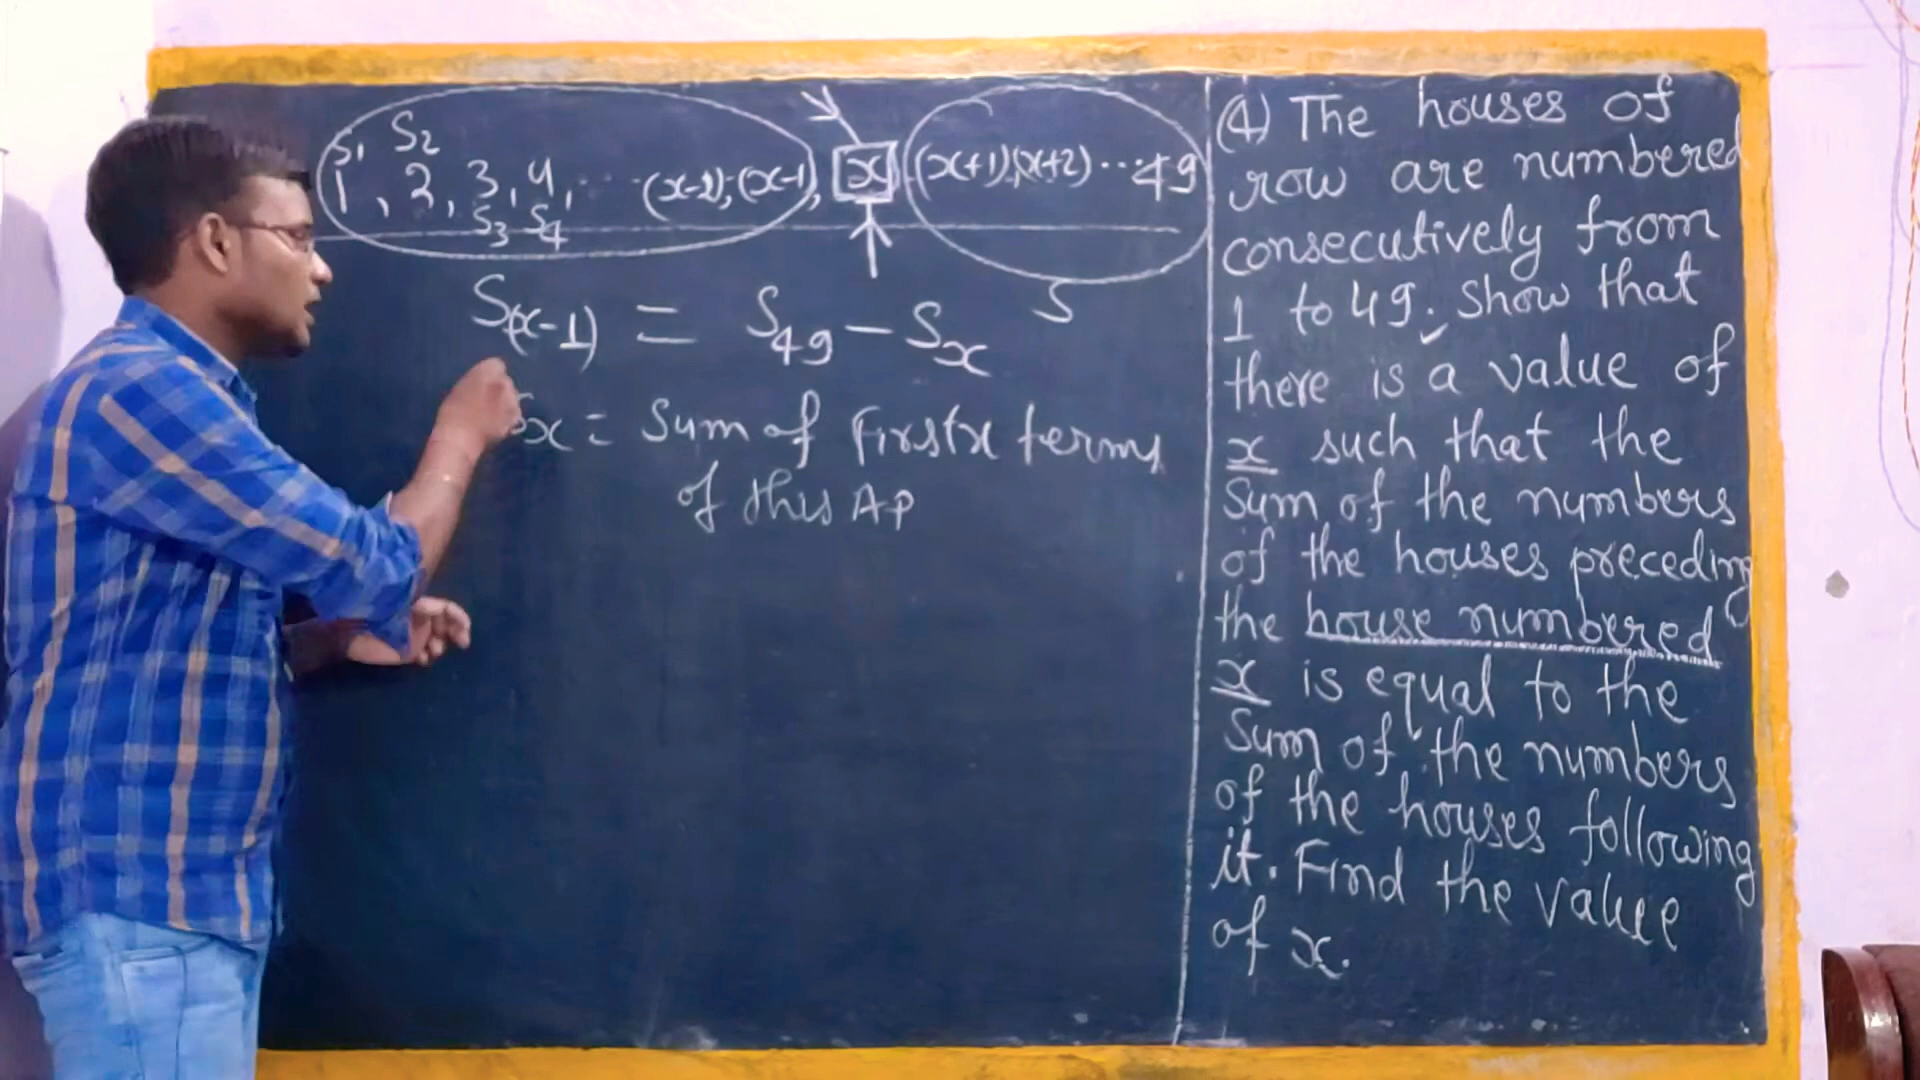 S1 S2
1, 2, 3, 4, ... (x-2), (x-1), x (x+1), (x+2) ... 49
S3 S4
S(x-1) = S49 - Sx S
Sx = Sum of First x terms
of this AP
(4) The houses of
row are numbered
consecutively from
1 to 49. Show that
there is a value of
x such that the
Sum of the numbers
of the houses preceding
the house numbered
x is equal to the
Sum of the numbers
of the houses following
it. Find the value
of x.